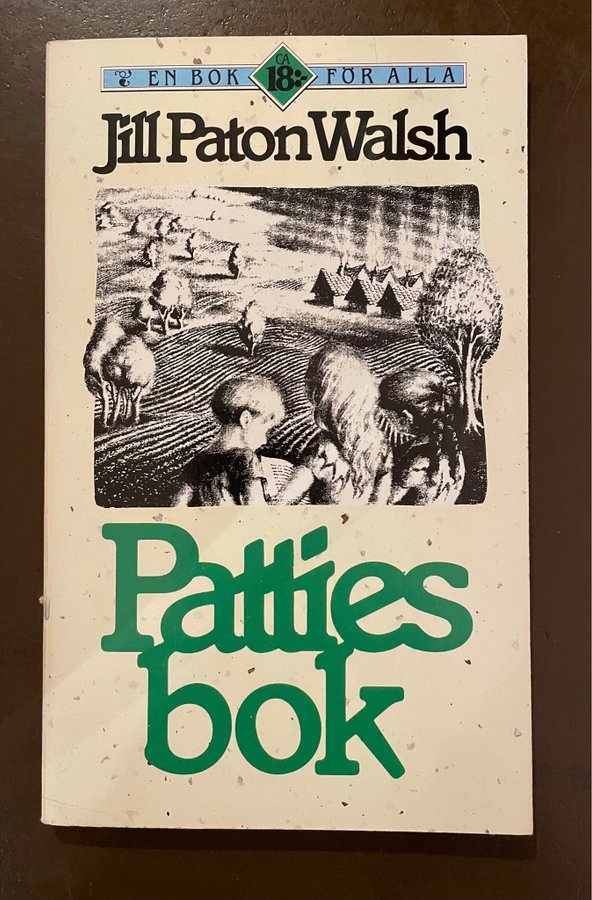 CA
EN BOK 18:- FÖR ALLA
Jill Paton Walsh
Patties
bok